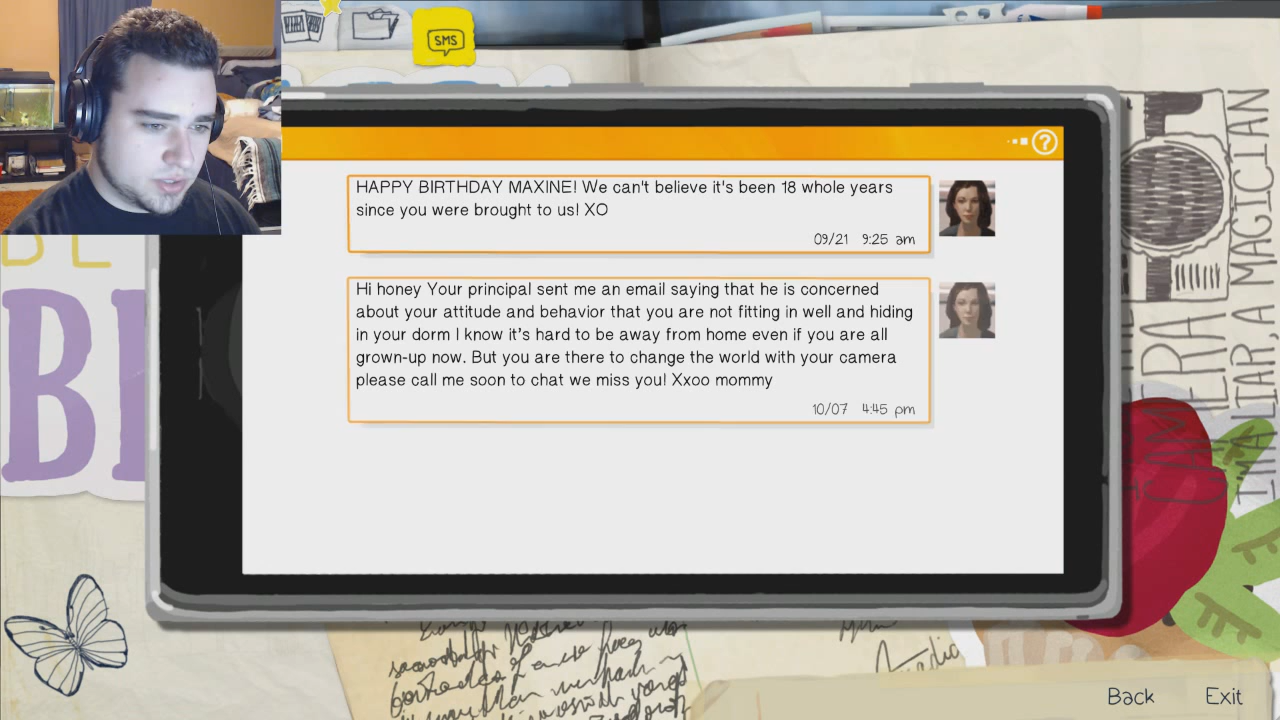 SMS
HAPPY BIRTHDAY MAXINE! We can't believe it's been 18 whole years
since you were brought to us! XO
09/21 9:25 am
Hi honey Your principal sent me an email saying that he is concerned
about your attitude and behavior that you are not fitting in well and hiding
in your dorm I know it's hard to be away from home even if you are all
grown-up now. But you are there to change the world with your camera
please call me soon to chat we miss you! Xxoo mommy
10/07 4:45 pm
CAMERA
I'MA LIAR, A MAGICIAN
Back Exit